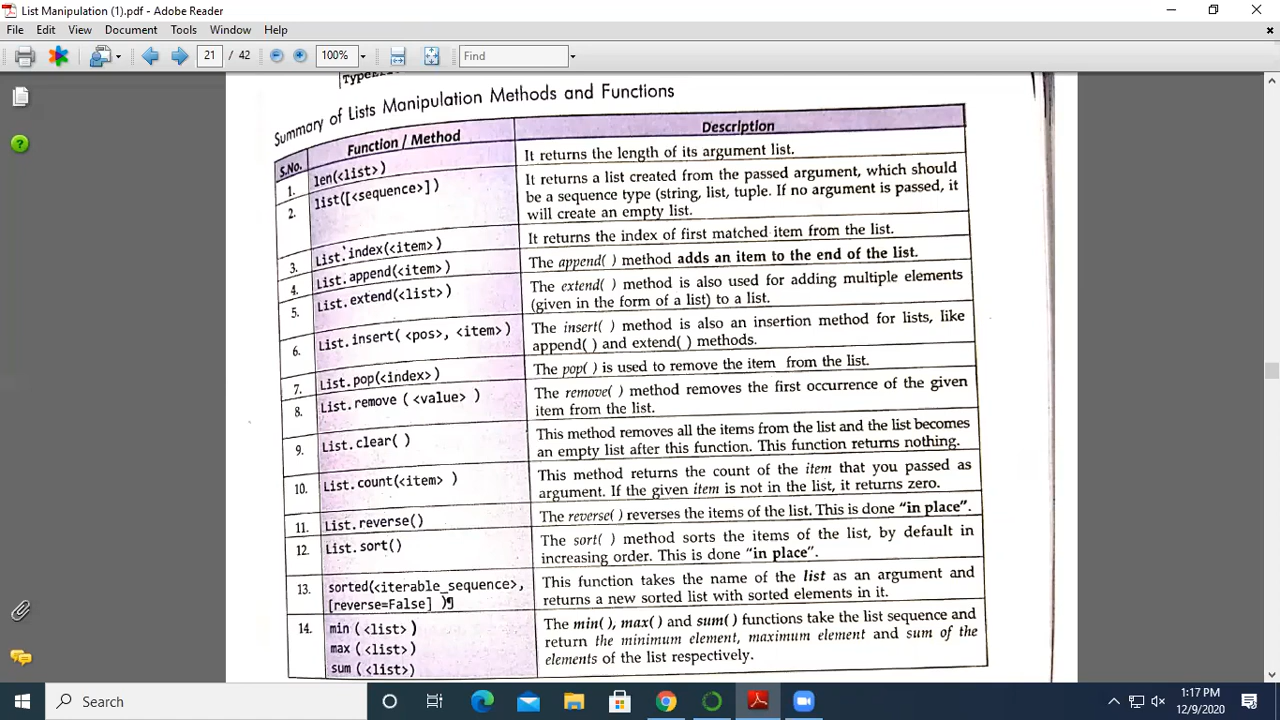 List Manipulation (1).pdf - Adobe Reader
File Edit View Document Tools Window Help
21 / 42 100% Find
Summary of Lists Manipulation Methods and Functions
S.No. Function / Method Description
1. len(<list>) It returns the length of its argument list.
2. list([<sequence>]) It returns a list created from the passed argument, which should
be a sequence type (string, list, tuple. If no argument is passed, it
will create an empty list.
3. List.index(<item>) It returns the index of first matched item from the list.
4. List.append(<item>) The append( ) method adds an item to the end of the list.
5. List.extend(<list>) The extend( ) method is also used for adding multiple elements
(given in the form of a list) to a list.
6. List.insert( <pos>, <item>) The insert( ) method is also an insertion method for lists, like
append( ) and extend( ) methods.
7. List.pop(<index>) The pop( ) is used to remove the item from the list.
8. List.remove ( <value> ) The remove( ) method removes the first occurrence of the given
item from the list.
9. List.clear( ) This method removes all the items from the list and the list becomes
an empty list after this function. This function returns nothing.
10. List.count(<item> ) This method returns the count of the item that you passed as
argument. If the given item is not in the list, it returns zero.
11. List.reverse() The reverse( ) reverses the items of the list. This is done "in place".
12. List.sort() The sort( ) method sorts the items of the list, by default in
increasing order. This is done "in place".
13. sorted(<iterable_sequence>, This function takes the name of the list as an argument and
[reverse=False] )¶ returns a new sorted list with sorted elements in it.
14. min ( <list> ) The min( ), max( ) and sum( ) functions take the list sequence and
max ( <list>) return the minimum element, maximum element and sum of the
sum ( <list>) elements of the list respectively.
Search
1:17 PM
12/9/2020